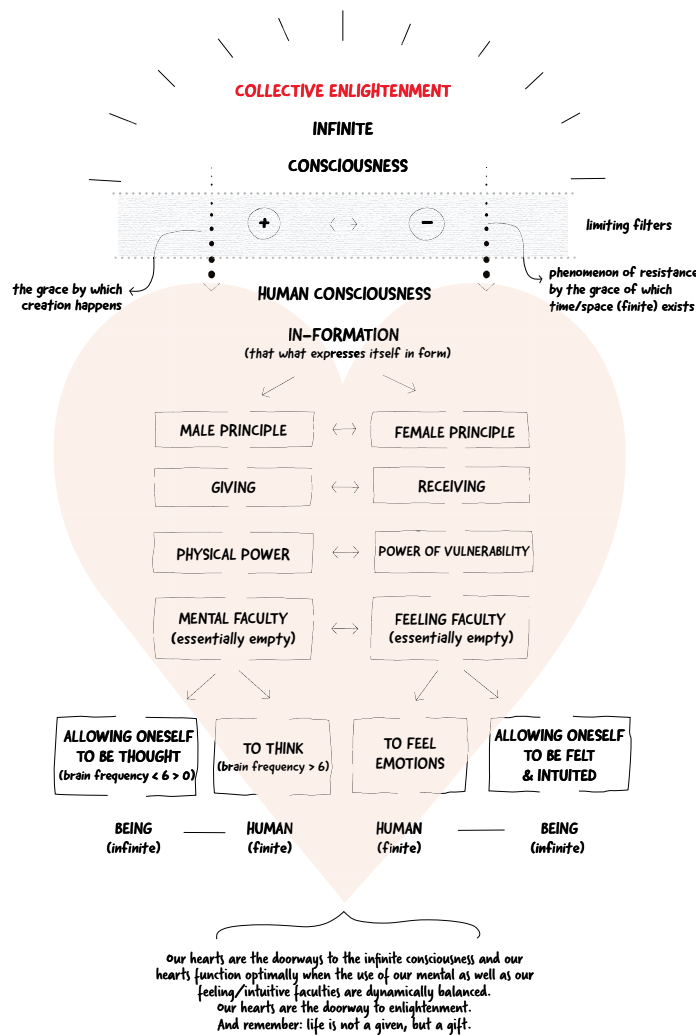 COLLECTIVE ENLIGHTENMENT
INFINITE
CONSCIOUSNESS
+
-
limiting filters
the grace by which
creation happens
phenomenon of resistance
by the grace of which
time/space (finite) exists
HUMAN CONSCIOUSNESS
IN-FORMATION
(that what expresses itself in form)
MALE PRINCIPLE
FEMALE PRINCIPLE
GIVING
RECEIVING
PHYSICAL POWER
POWER OF VULNERABILITY
MENTAL FACULTY
(essentially empty)
FEELING FACULTY
(essentially empty)
ALLOWING ONESELF
TO BE THOUGHT
(brain frequency < 6 > 0)
TO THINK
(brain frequency > 6)
TO FEEL
EMOTIONS
ALLOWING ONESELF
TO BE FELT
& INTUITED
BEING
(infinite)
HUMAN
(finite)
HUMAN
(finite)
BEING
(infinite)
Our hearts are the doorways to the infinite consciousness and our
hearts function optimally when the use of our mental as well as our
feeling/intuitive faculties are dynamically balanced.
Our hearts are the doorway to enlightenment.
And remember: life is not a given, but a gift.